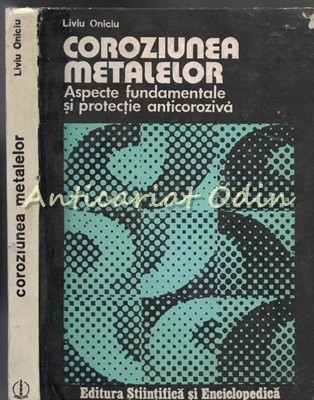 Liviu Oniciu
coroziunea metalelor
Liviu Oniciu
COROZIUNEA
METALELOR
Aspecte fundamentale
și protecție anticorozivă
Anticariat Odin
Editura Științifică și Enciclopedică